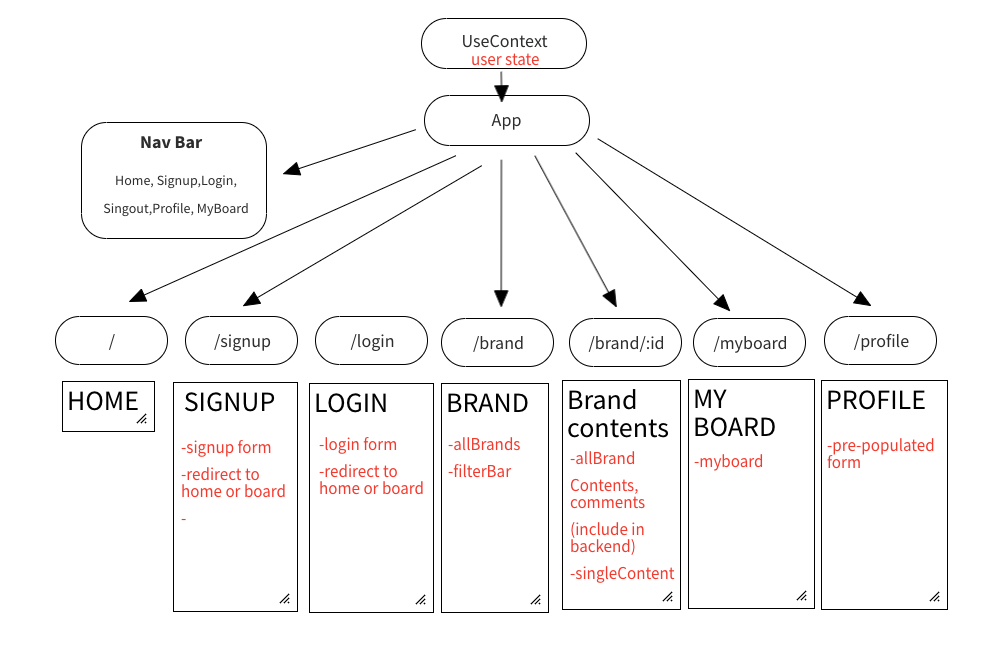 UseContext
user state
App
Nav Bar
Home, Signup,Login,
Singout,Profile, MyBoard
/
/signup
/login
/brand
/brand/:id
/myboard
/profile
HOME
SIGNUP
-signup form
-redirect to
home or board
-
LOGIN
-login form
-redirect to
home or board
BRAND
-allBrands
-filterBar
Brand
contents
-allBrand
Contents,
comments
(include in
backend)
-singleContent
MY
BOARD
-myboard
PROFILE
-pre-populated
form